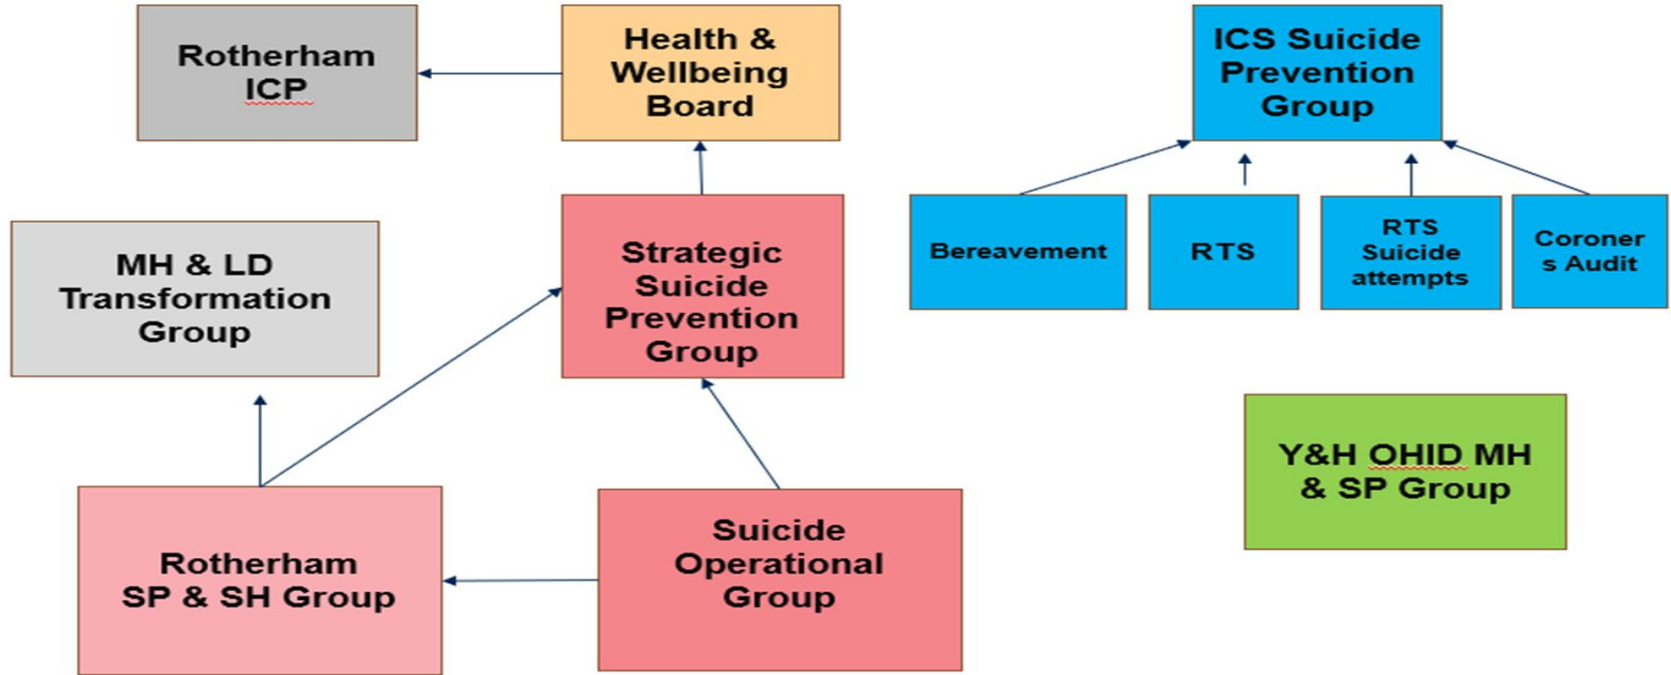 Rotherham
ICP
Health &
Wellbeing
Board
ICS Suicide
Prevention
Group
MH & LD
Transformation
Group
Strategic
Suicide
Prevention
Group
Bereavement
RTS
RTS
Suicide
attempts
Coroner
s Audit
Y&H OHID MH
& SP Group
Rotherham
SP & SH Group
Suicide
Operational
Group